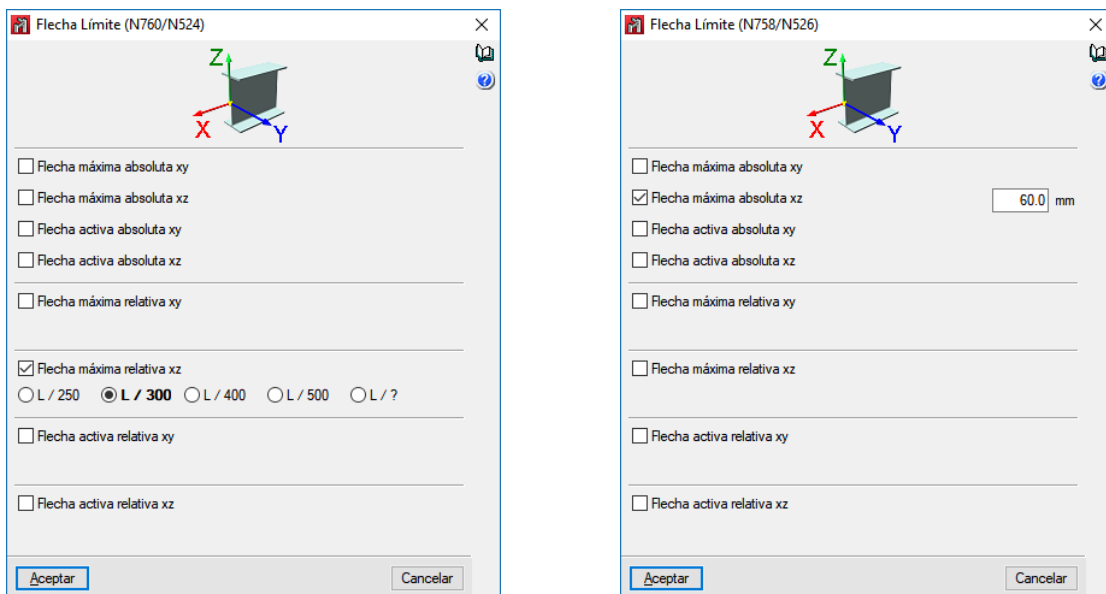 Flecha Límite (N760/N524)
Z
X
Y
Flecha máxima absoluta xy
Flecha máxima absoluta xz
Flecha activa absoluta xy
Flecha activa absoluta xz
Flecha máxima relativa xy
Flecha máxima relativa xz
L / 250 L / 300 L / 400 L / 500 L / ?
Flecha activa relativa xy
Flecha activa relativa xz
Aceptar Cancelar
Flecha Límite (N758/N526)
Z
X
Y
Flecha máxima absoluta xy
Flecha máxima absoluta xz 60.0 mm
Flecha activa absoluta xy
Flecha activa absoluta xz
Flecha máxima relativa xy
Flecha máxima relativa xz
Flecha activa relativa xy
Flecha activa relativa xz
Aceptar Cancelar